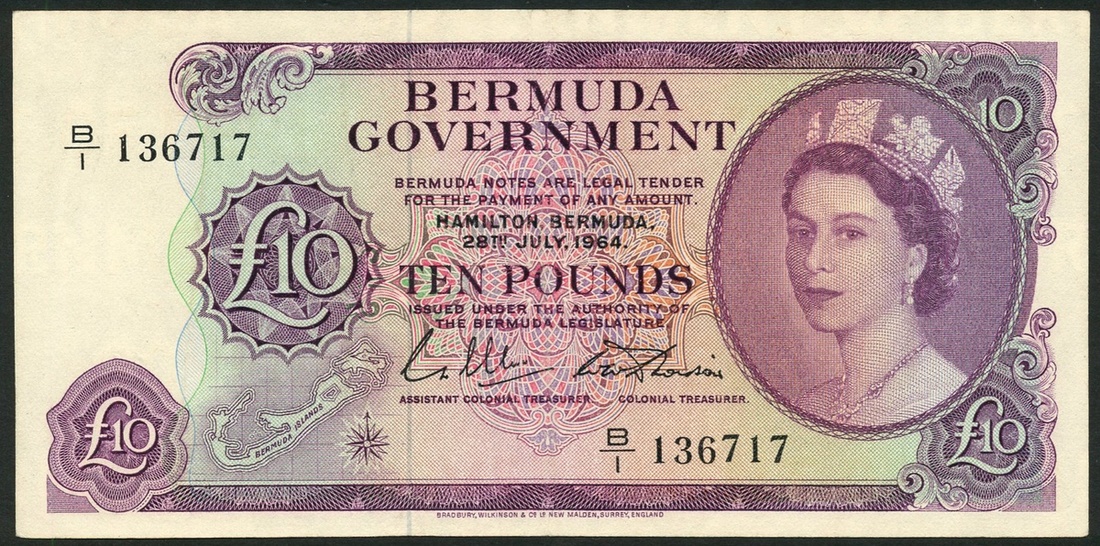 BERMUDA
GOVERNMENT
10
B/1 136717
BERMUDA NOTES ARE LEGAL TENDER
FOR THE PAYMENT OF ANY AMOUNT.
HAMILTON, BERMUDA,
28TH JULY, 1964.
£10
TEN POUNDS
ISSUED UNDER THE AUTHORITY OF
THE BERMUDA LEGISLATURE
ASSISTANT COLONIAL TREASURER. COLONIAL TREASURER.
BERMUDA ISLANDS
£10
B/1 136717
£10
BRADBURY, WILKINSON & Co Ld NEW MALDEN, SURREY, ENGLAND